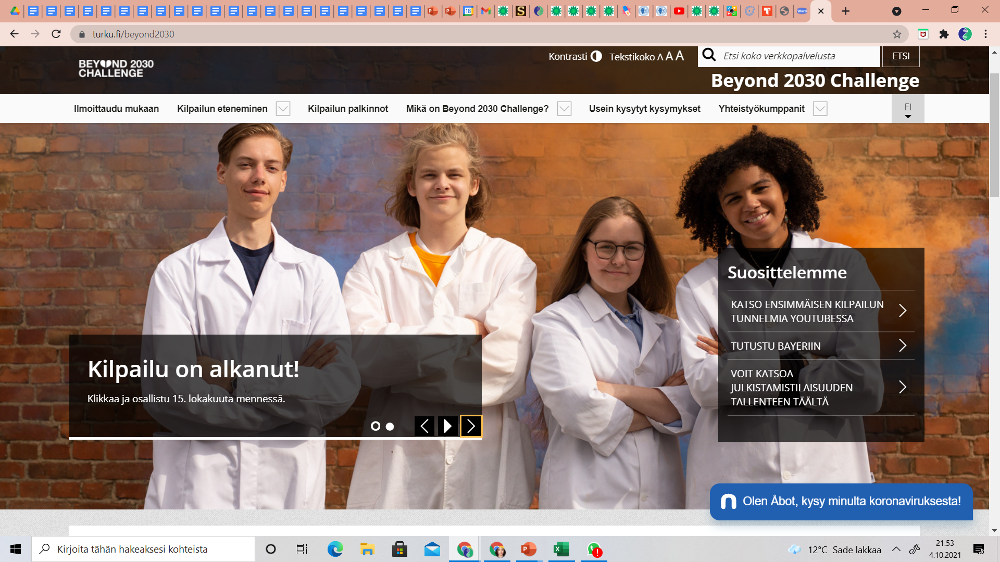 18
Word
turku.fi/beyond2030
BEYOND 2030
CHALLENGE
Kontrasti
Tekstikoko A A A
Etsi koko verkkopalvelusta
ETSI
Beyond 2030 Challenge
Ilmoittaudu mukaan
Kilpailun eteneminen
Kilpailun palkinnot
Mikä on Beyond 2030 Challenge?
Usein kysytyt kysymykset
Yhteistyökumppanit
FI
Suosittelemme
KATSO ENSIMMÄISEN KILPAILUN
TUNNELMIA YOUTUBESSA
TUTUSTU BAYERIIN
VOIT KATSOA
JULKISTAMISTILAISUUDEN
TALLENTEEN TÄÄLTÄ
Kilpailu on alkanut!
Klikkaa ja osallistu 15. lokakuuta mennessä.
Olen Åbot, kysy minulta koronaviruksesta!
Kirjoita tähän hakeaksesi kohteista
12°C Sade lakkaa
21.53
4.10.2021